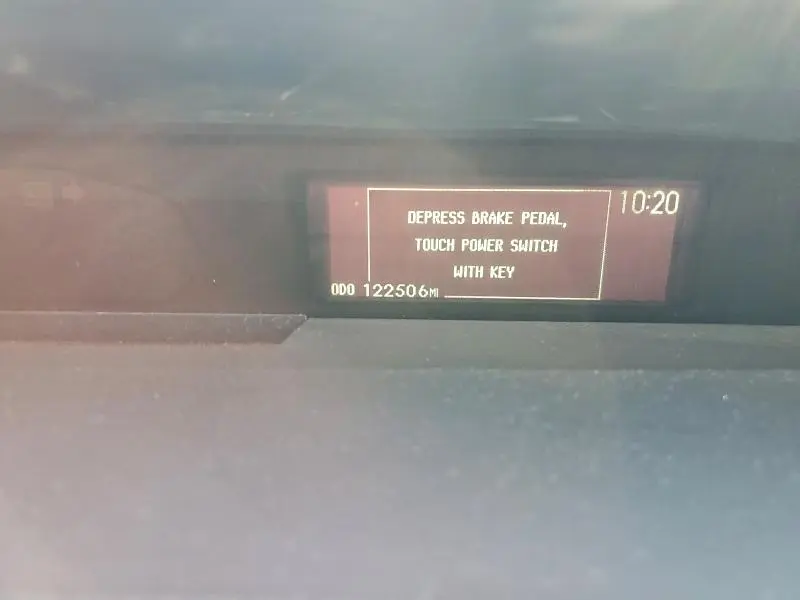 10:20
DEPRESS BRAKE PEDAL,
TOUCH POWER SWITCH
WITH KEY
ODO 122506MI